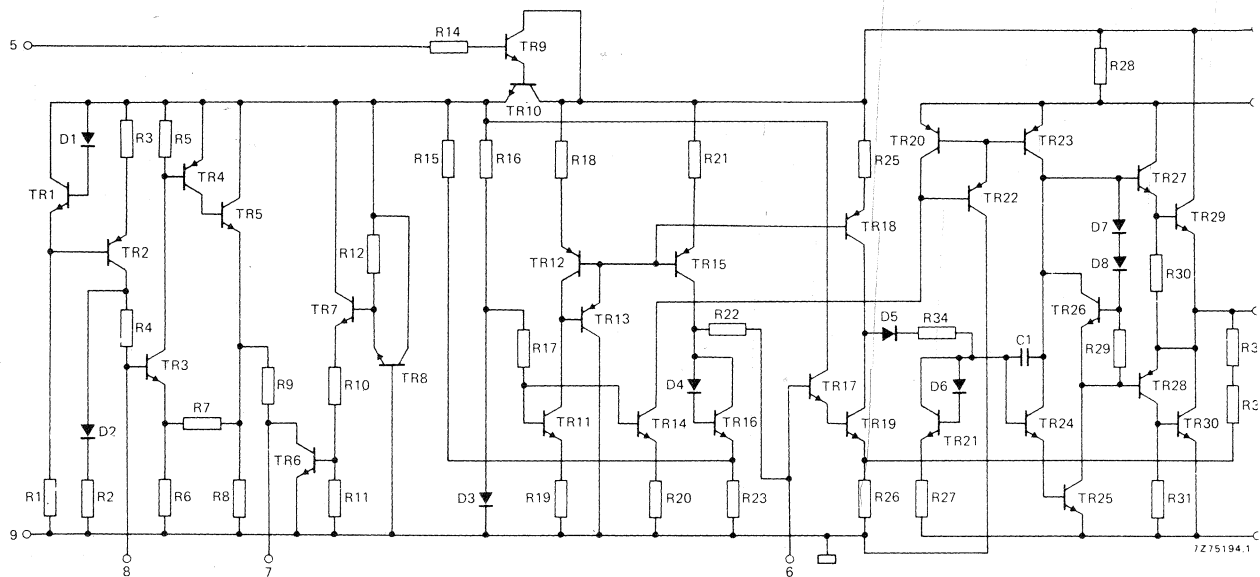 R14
5
TR9
R28
TR10
D1
R3
R5
R15
R16
R18
R21
R25
TR20
TR23
TR1
TR4
TR5
TR22
TR27
TR29
TR2
R12
TR12
TR15
TR18
D7
D8
R30
TR7
TR13
R22
D5
R34
TR26
R4
R17
C1
R29
R3
TR3
R9
R10
TR8
D4
TR17
D6
TR28
R3
R7
D2
TR11
TR14
TR16
TR19
TR21
TR24
TR30
TR6
R1
R2
R6
R8
R11
D3
R19
R20
R23
R26
R27
TR25
R31
9
7Z75194.1
8
7
6